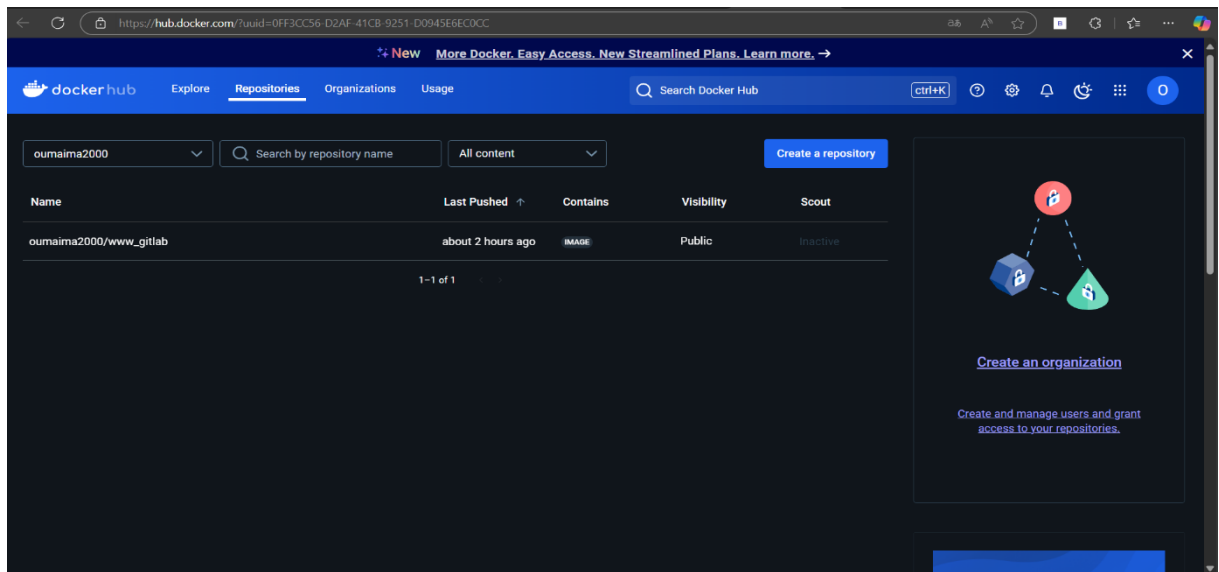 https://hub.docker.com/?uuid=0FF3CC56-D2AF-41CB-9251-D0945E6EC0CC
New More Docker. Easy Access. New Streamlined Plans. Learn more. →
docker hub Explore Repositories Organizations Usage Search Docker Hub ctrl+K O
oumaima2000 Search by repository name All content Create a repository
Name Last Pushed ↑ Contains Visibility Scout
oumaima2000/www_gitlab about 2 hours ago IMAGE Public Inactive
1–1 of 1
Create an organization
Create and manage users and grant
access to your repositories.